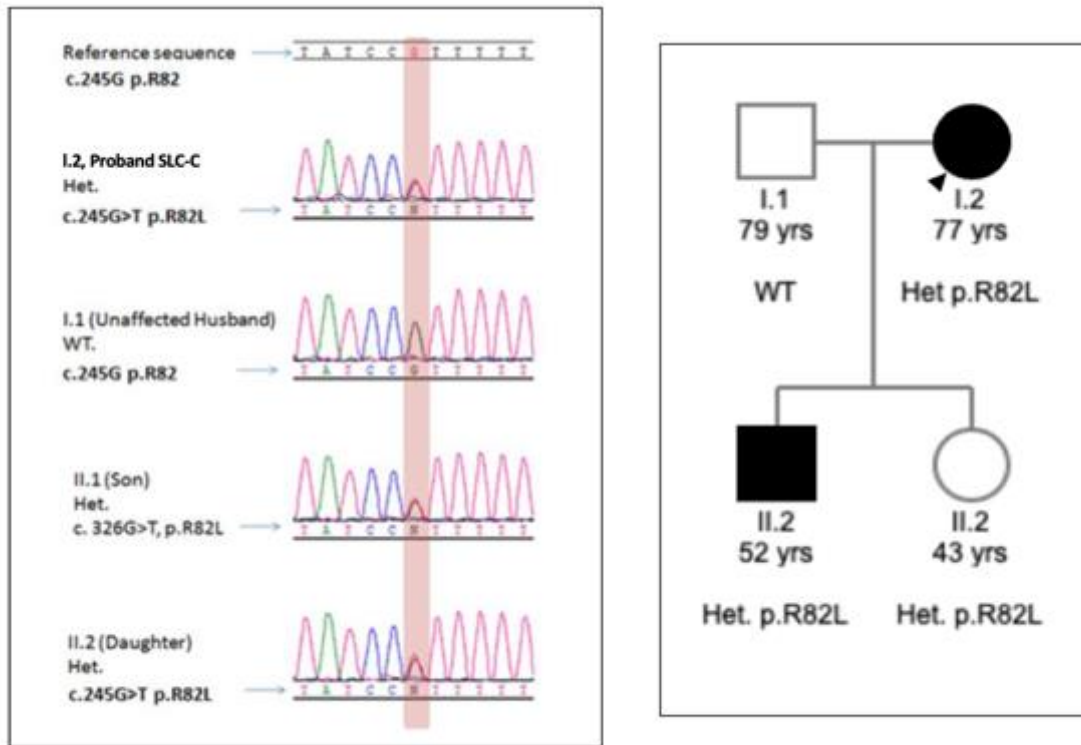 Reference sequence
c.245G p.R82
T A T C C G T T T T T
I.2, Proband SLC-C
Het.
c.245G>T p.R82L
T A T C C N T T T T T
I.1 (Unaffected Husband)
WT.
c.245G p.R82
T A T C C G T T T T T
II.1 (Son)
Het.
c. 326G>T, p.R82L
T A T C C N T T T T T
II.2 (Daughter)
Het.
c.245G>T p.R82L
T A T C C N T T T T T
I.1
79 yrs
WT
I.2
77 yrs
Het p.R82L
II.2
52 yrs
Het. p.R82L
II.2
43 yrs
Het. p.R82L